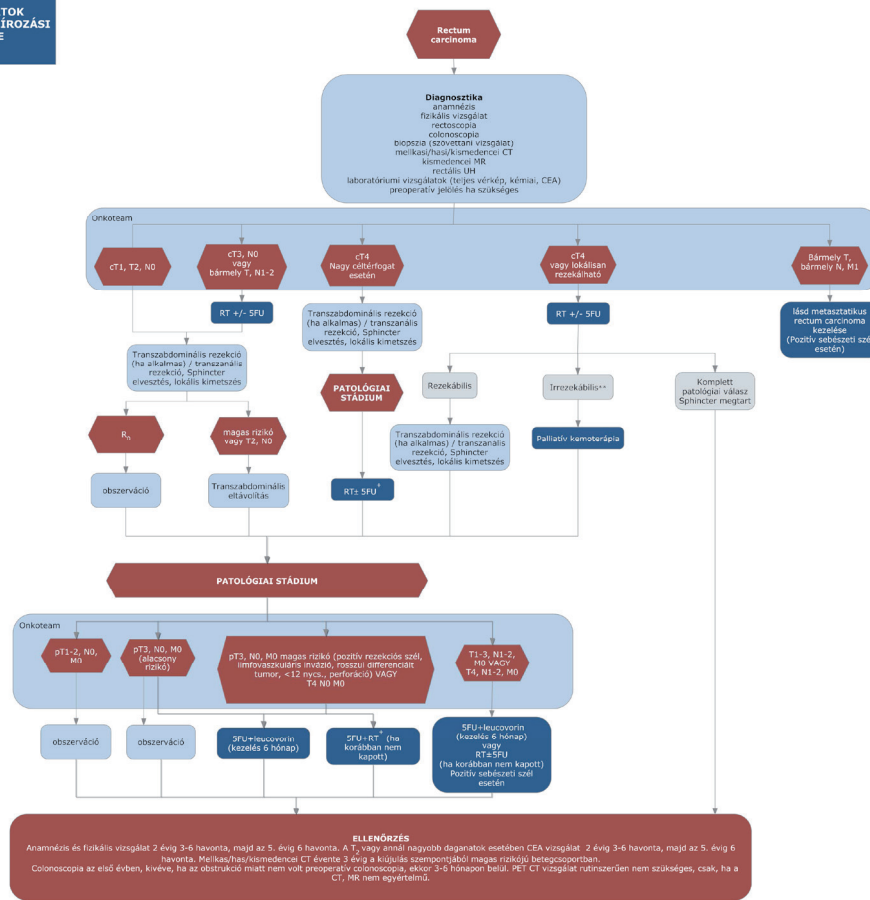 TOK
ÍROZÁSI
E
Rectum
carcinoma
Diagnosztika
anamnézis
fizikális vizsgálat
rectoscopia
colonoscopia
biopszia (szövettani vizsgálat)
mellkasi/hasi/kismedencei CT
kismedencei MR
rectális UH
laboratóriumi vizsgálatok (teljes vérkép, kémiai, CEA)
preoperatív jelölés ha szükséges
Onkoteam
cT1, T2, N0
cT3, N0
vagy
bármely T, N1-2
cT4
Nagy céltérfogat
esetén
cT4
vagy lokálisan
rezekálható
Bármely T,
bármely N, M1
RT +/- 5FU
Transzabdominális rezekció
(ha alkalmas) / transzanális
rezekció, Sphincter
elvesztés, lokális kimetszés
RT +/- 5FU
lásd metasztatikus
rectum carcinoma
kezelése
(Pozitív sebészeti szél
esetén)
Transzabdominális rezekció
(ha alkalmas) / transzanális
rezekció, Sphincter
elvesztés, lokális kimetszés
PATOLÓGIAI
STÁDIUM
Rezekábilis
Irrezekábilis**
Komplett
patológiai válasz
Sphincter megtart
R
magas rizikó
vagy T2, N0
Transzabdominális rezekció
(ha alkalmas) / transzanális
rezekció, Sphincter
elvesztés, lokális kimetszés
Palliatív kemoterápia
obszerváció
Transzabdominális
eltávolítás
RT± 5FU*
PATOLÓGIAI STÁDIUM
Onkoteam
pT1-2, N0,
M0
pT3, N0, M0
(alacsony
rizikó)
pT3, N0, M0 magas rizikó (pozitív rezekciós szél,
limfovaszkuláris invázió, rosszul differenciált
tumor, <12 nycs., perforáció) VAGY
T4 N0 M0
T1-3, N1-2,
M0 VAGY
T4, N1-2, M0
obszerváció
obszerváció
5FU+leucovorin
(kezelés 6 hónap)
5FU+RT* (ha
korábban nem
kapott)
5FU+leucovorin
(kezelés 6 hónap)
vagy
RT±5FU
(ha korábban nem kapott)
Pozitív sebészeti szél
esetén
ELLENŐRZÉS
Anamnézis és fizikális vizsgálat 2 évig 3-6 havonta, majd az 5. évig 6 havonta. A T2 vagy annál nagyobb daganatok esetében CEA vizsgálat 2 évig 3-6 havonta, majd az 5. évig 6
havonta. Mellkas/has/kismedencei CT évente 3 évig a kiújulás szempontjából magas rizikójú betegcsoportban.
Colonoscopia az első évben, kivéve, ha az obstrukció miatt nem volt preoperatív colonoscopia, ekkor 3-6 hónapon belül. PET CT vizsgálat rutinszerűen nem szükséges, csak, ha a
CT, MR nem egyértelmű.